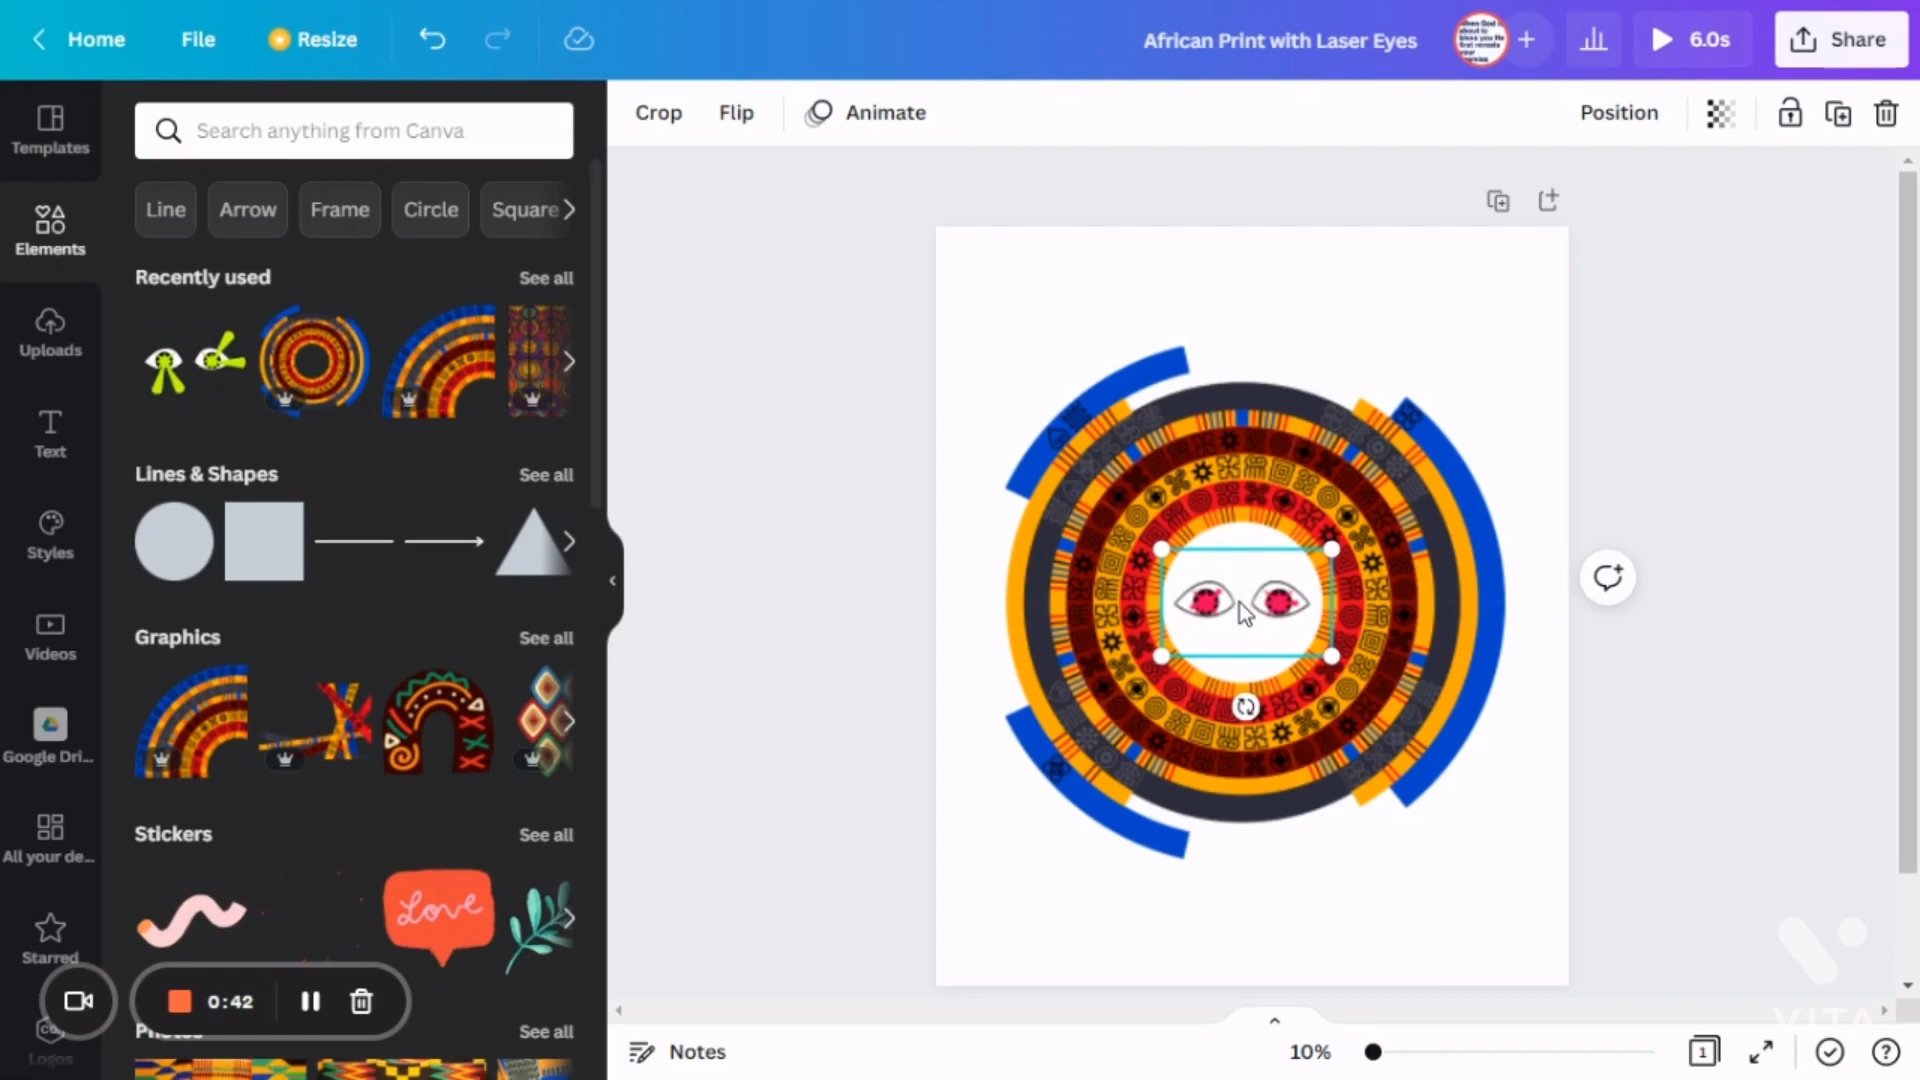 Home File Resize African Print with Laser Eyes + 6.0s Share
Templates
Elements
Uploads
Text
Styles
Videos
Google Dri...
All your de...
Starred
Logos
Search anything from Canva
Line Arrow Frame Circle Square
Recently used See all
Lines & Shapes See all
Graphics See all
Stickers See all
Love
0:42
See all
Crop Flip Animate Position
Notes 10% 1 ?
VITA